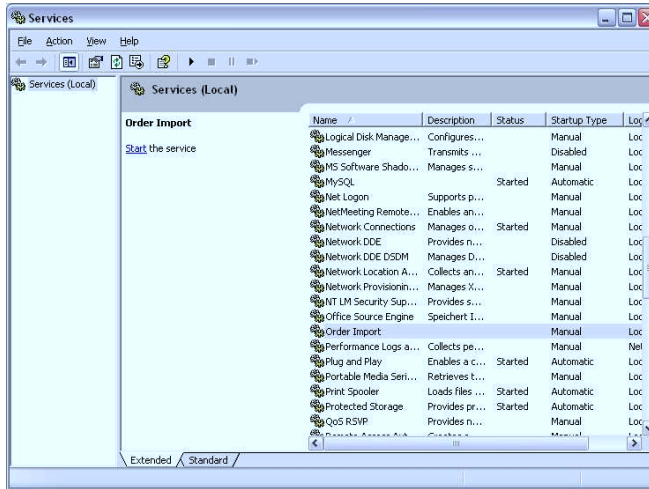 Services
File Action View Help
Services (Local)
Services (Local)
Order Import
Start the service
Name Description Status Startup Type Log
Logical Disk Manage... Configures... Manual Loc
Messenger Transmits ... Disabled Loc
MS Software Shado... Manages s... Manual Loc
MySQL Started Automatic Loc
Net Logon Supports p... Manual Loc
NetMeeting Remote... Enables an... Manual Loc
Network Connections Manages o... Started Manual Loc
Network DDE Provides n... Disabled Loc
Network DDE DSDM Manages D... Disabled Loc
Network Location A... Collects an... Started Manual Loc
Network Provisionin... Manages X... Manual Loc
NT LM Security Sup... Provides s... Manual Loc
Office Source Engine Speichert I... Manual Loc
Order Import Manual Loc
Performance Logs a... Collects pe... Manual Net
Plug and Play Enables a c... Started Automatic Loc
Portable Media Seri... Retrieves t... Manual Loc
Print Spooler Loads files ... Started Automatic Loc
Protected Storage Provides pr... Started Automatic Loc
QoS RSVP Provides n... Manual Loc
Extended Standard